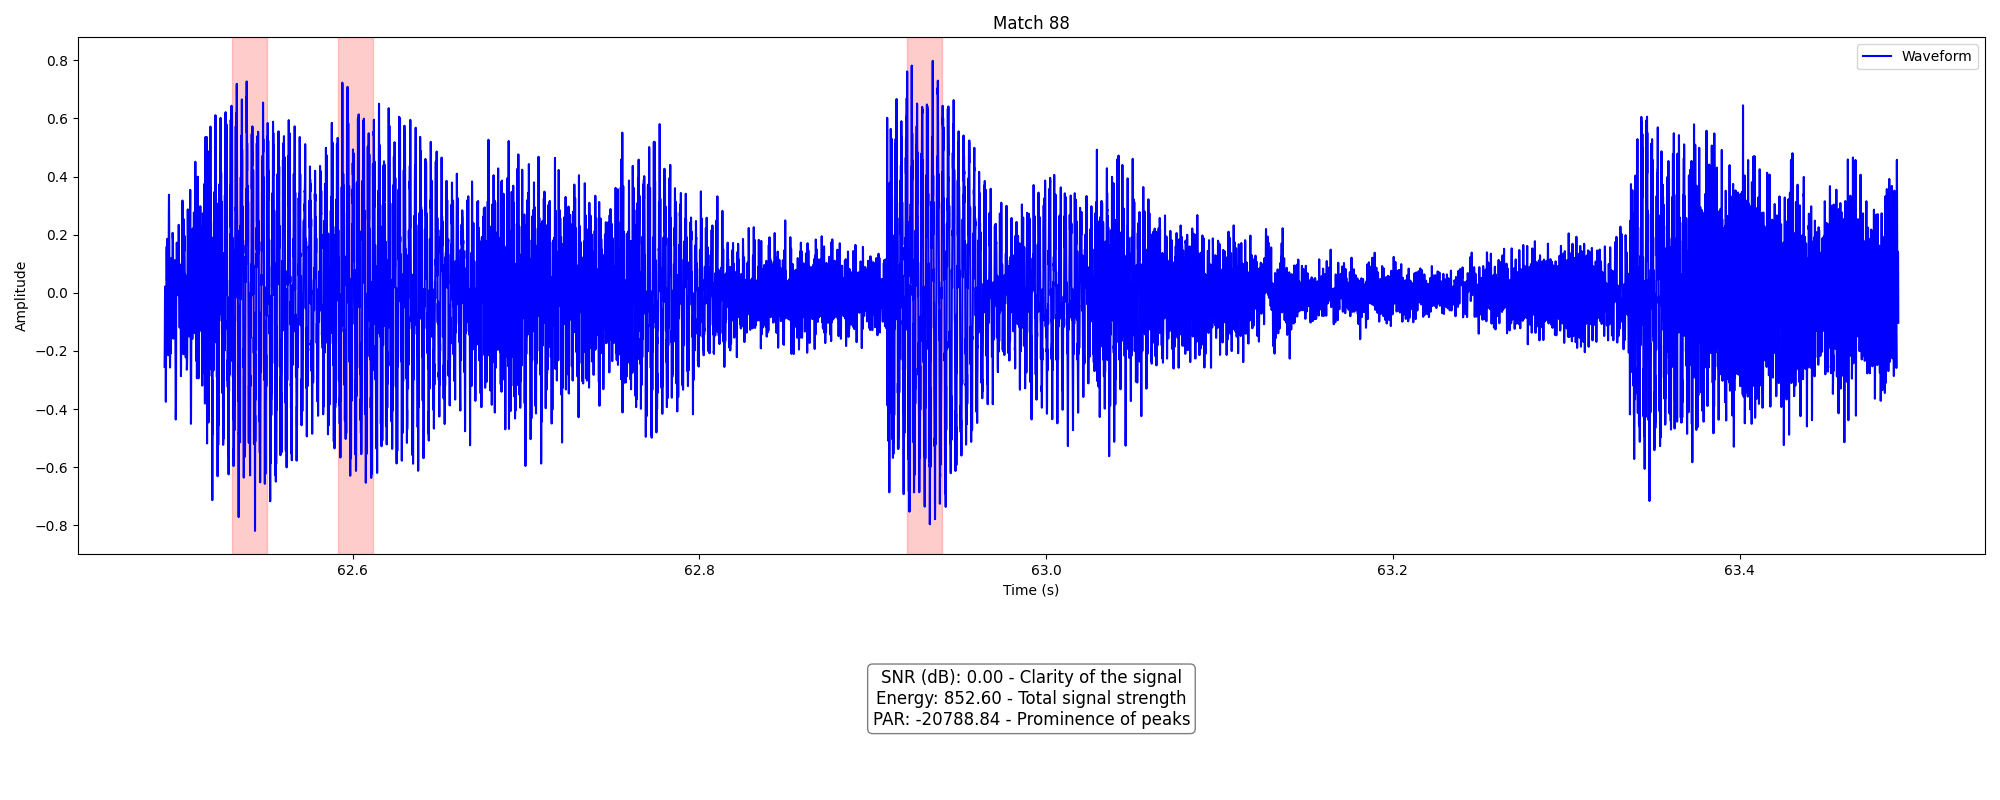 Match 88
Waveform
Amplitude
0.8
0.6
0.4
0.2
0.0
−0.2
−0.4
−0.6
−0.8
62.6 62.8 63.0 63.2 63.4
Time (s)
SNR (dB): 0.00 - Clarity of the signal
Energy: 852.60 - Total signal strength
PAR: -20788.84 - Prominence of peaks